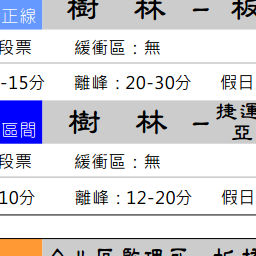 正線 樹 林 – 板
段票 緩衝區：無
-15分 離峰：20-30分 假日
區間 樹 林 – 捷運
亞
段票 緩衝區：無
10分 離峰：12-20分 假日